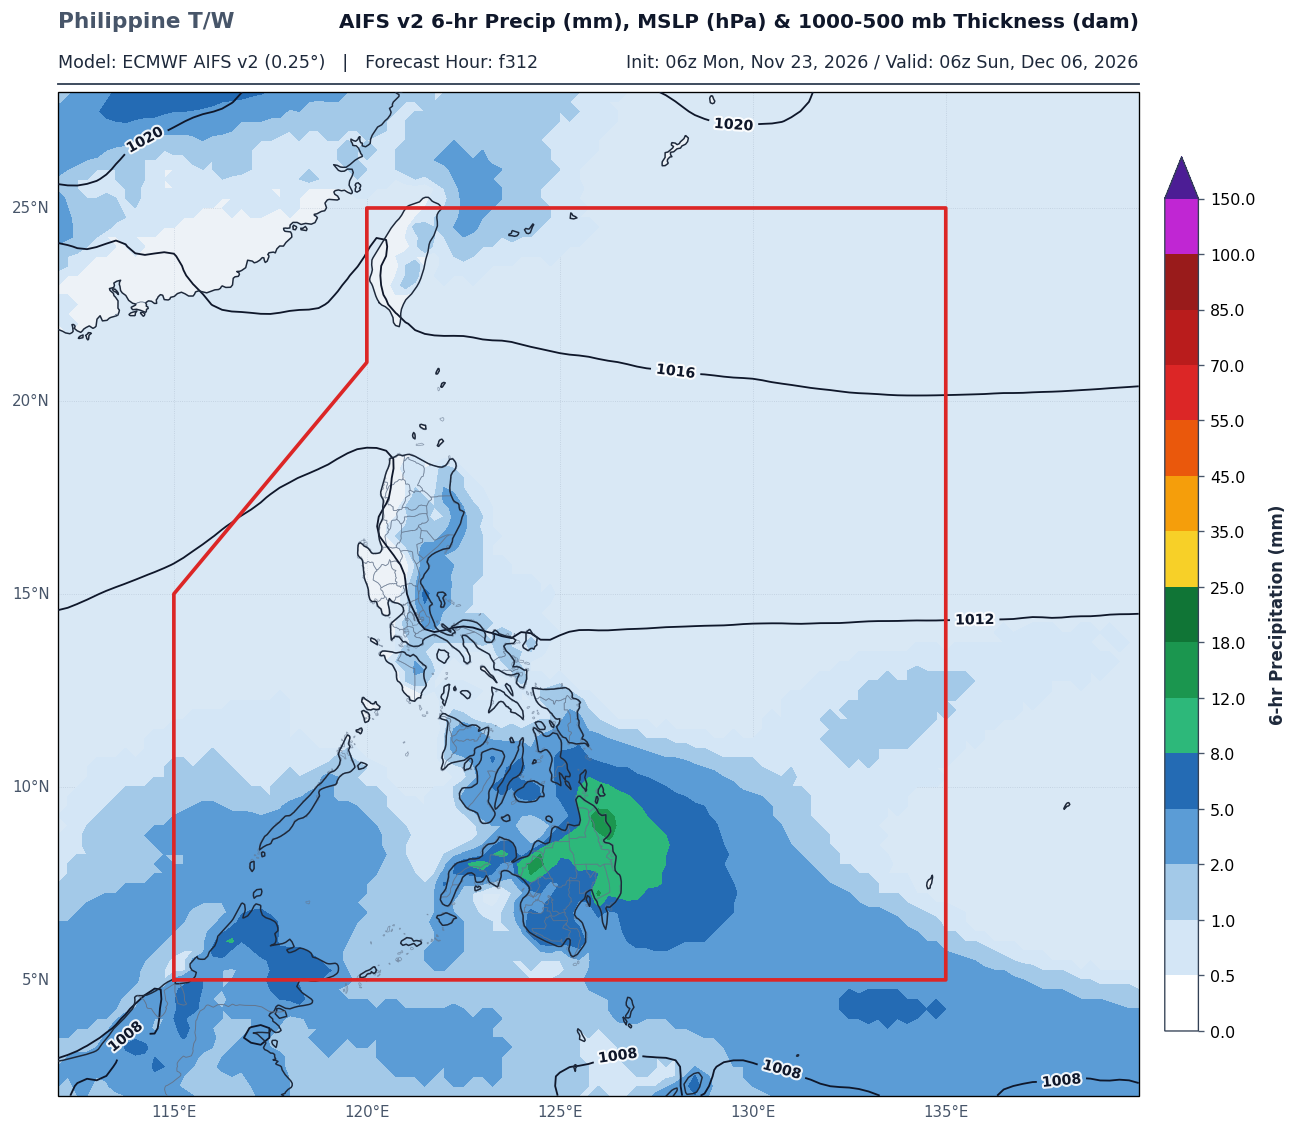 Philippine T/W
AIFS v2 6-hr Precip (mm), MSLP (hPa) & 1000-500 mb Thickness (dam)
Model: ECMWF AIFS v2 (0.25°) | Forecast Hour: f312
Init: 06z Mon, Nov 23, 2026 / Valid: 06z Sun, Dec 06, 2026
1020
1020
1016
1012
1008
1008
1008
1008
25°N
20°N
15°N
10°N
5°N
115°E
120°E
125°E
130°E
135°E
150.0
100.0
85.0
70.0
55.0
45.0
35.0
25.0
18.0
12.0
8.0
5.0
2.0
1.0
0.5
0.0
6-hr Precipitation (mm)